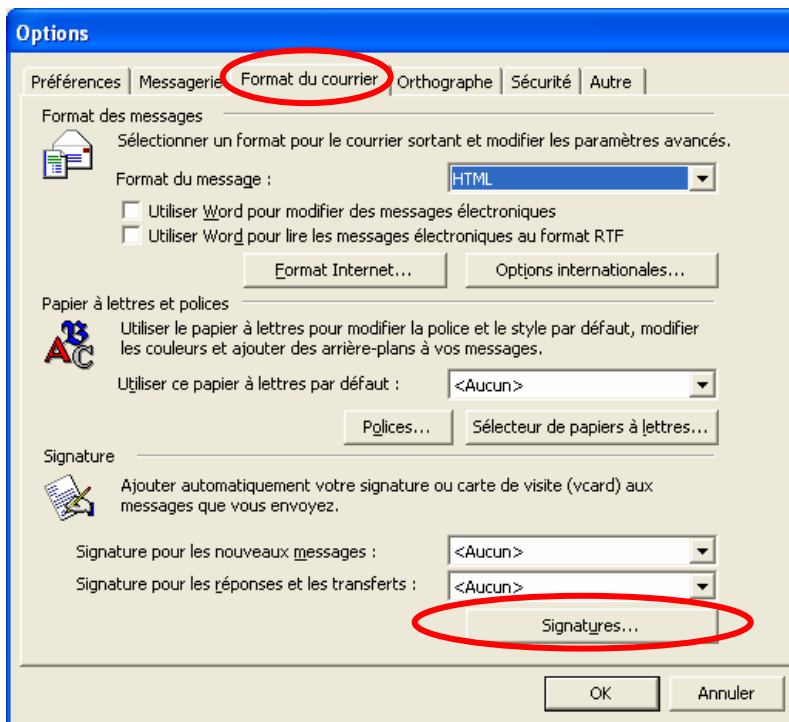 Options
Préférences Messagerie Format du courrier Orthographe Sécurité Autre
Format des messages
Sélectionner un format pour le courrier sortant et modifier les paramètres avancés.
Format du message : HTML
Utiliser Word pour modifier des messages électroniques
Utiliser Word pour lire les messages électroniques au format RTF
Format Internet... Options internationales...
Papier à lettres et polices
Utiliser le papier à lettres pour modifier la police et le style par défaut, modifier
les couleurs et ajouter des arrière-plans à vos messages.
Utiliser ce papier à lettres par défaut : <Aucun>
Polices... Sélecteur de papiers à lettres...
Signature
Ajouter automatiquement votre signature ou carte de visite (vcard) aux
messages que vous envoyez.
Signature pour les nouveaux messages : <Aucun>
Signature pour les réponses et les transferts : <Aucun>
Signatures...
OK Annuler